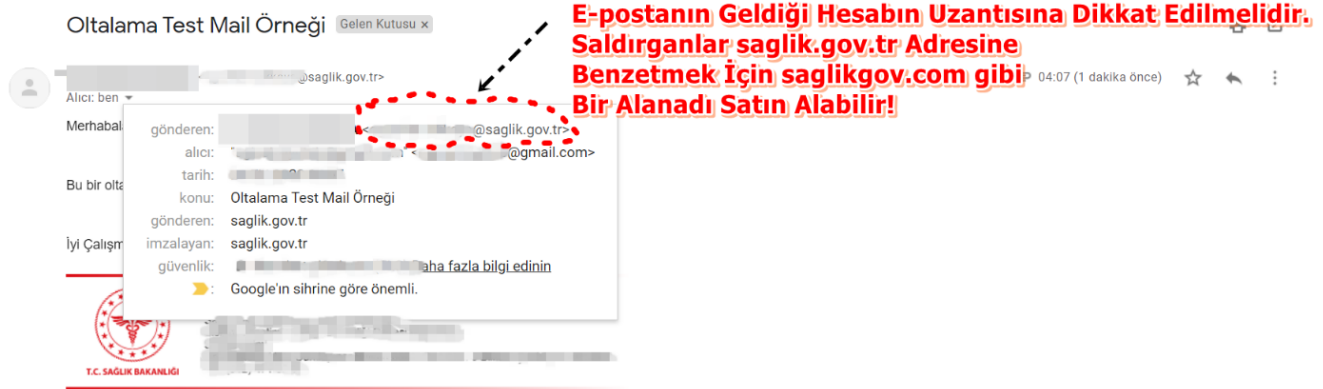 Oltalama Test Mail Örneği Gelen Kutusu x
E-postanın Geldiği Hesabın Uzantısına Dikkat Edilmelidir.
Saldırganlar saglik.gov.tr Adresine
Benzetmek İçin saglikgov.com gibi
Bir Alanadı Satın Alabilir!
@saglik.gov.tr>
04:07 (1 dakika önce)
Alıcı: ben
Merhabal
gönderen: <@saglik.gov.tr>
alıcı: <@gmail.com>
tarih:
Bu bir olta
konu: Oltalama Test Mail Örneği
gönderen: saglik.gov.tr
İyi Çalışm
imzalayan: saglik.gov.tr
güvenlik: daha fazla bilgi edinin
: Google'ın sihrine göre önemli.
T.C. SAĞLIK BAKANLIĞI